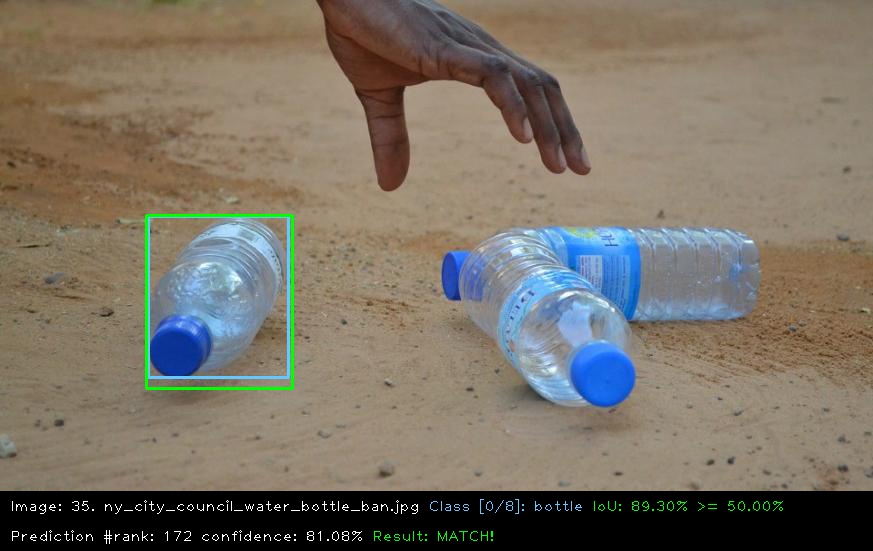 Image: 35. ny_city_council_water_bottle_ban.jpg Class [0/8]: bottle IoU: 89.30% >= 50.00%
Prediction #rank: 172 confidence: 81.08% Result: MATCH!